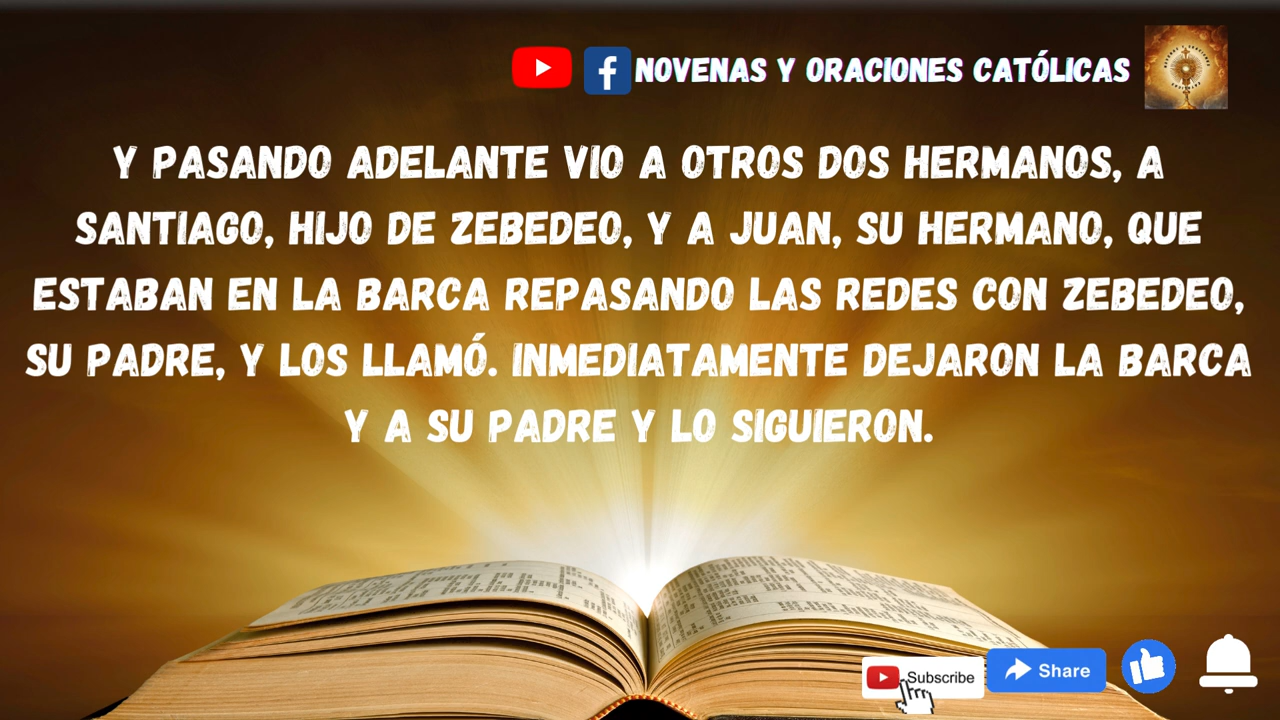 NOVENAS Y ORACIONES CATÓLICAS
Y PASANDO ADELANTE VIO A OTROS DOS HERMANOS, A
SANTIAGO, HIJO DE ZEBEDEO, Y A JUAN, SU HERMANO, QUE
ESTABAN EN LA BARCA REPASANDO LAS REDES CON ZEBEDEO,
SU PADRE, Y LOS LLAMÓ. INMEDIATAMENTE DEJARON LA BARCA
Y A SU PADRE Y LO SIGUIERON.
Subscribe
Share